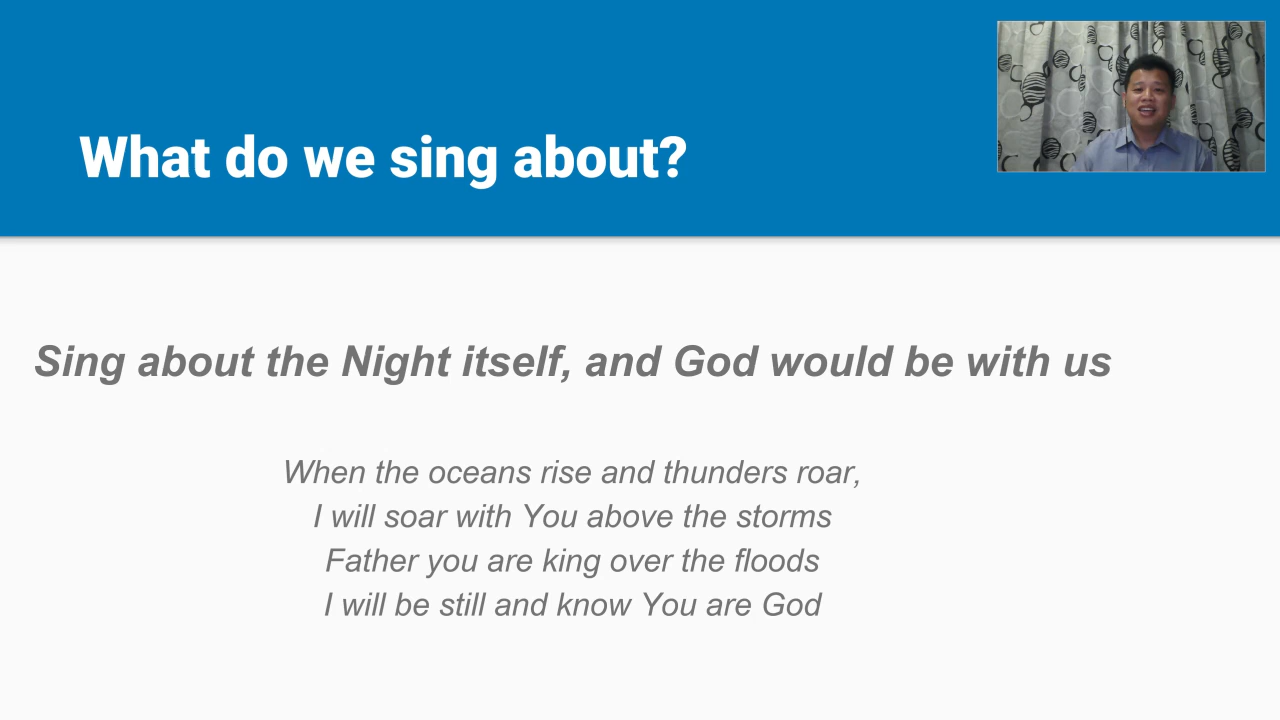 What do we sing about?
Sing about the Night itself, and God would be with us
When the oceans rise and thunders roar,
I will soar with You above the storms
Father you are king over the floods
I will be still and know You are God